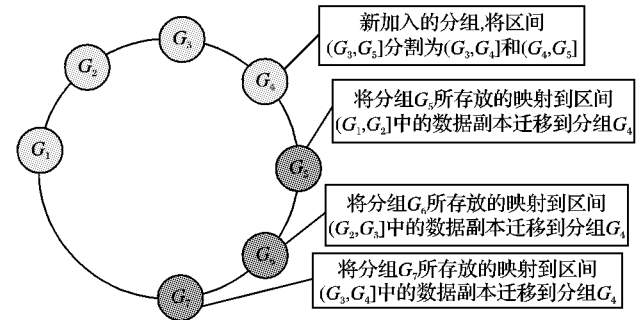 G₃
新加入的分组,将区间
(G₃,G₅]分割为(G₃,G₄]和(G₄,G₅]
G₂
G₄
将分组G₅所存放的映射到区间
(G₁,G₂]中的数据副本迁移到分组G₄
G₁
G₅
将分组G₆所存放的映射到区间
(G₂,G₃]中的数据副本迁移到分组G₄
G₆
将分组G₇所存放的映射到区间
(G₃,G₄]中的数据副本迁移到分组G₄
G₇